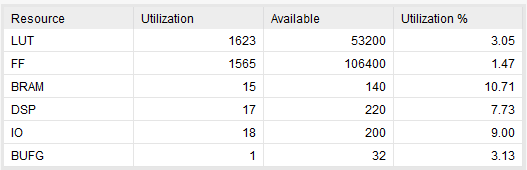 Resource Utilization Available Utilization %
LUT 1623 53200 3.05
FF 1565 106400 1.47
BRAM 15 140 10.71
DSP 17 220 7.73
IO 18 200 9.00
BUFG 1 32 3.13